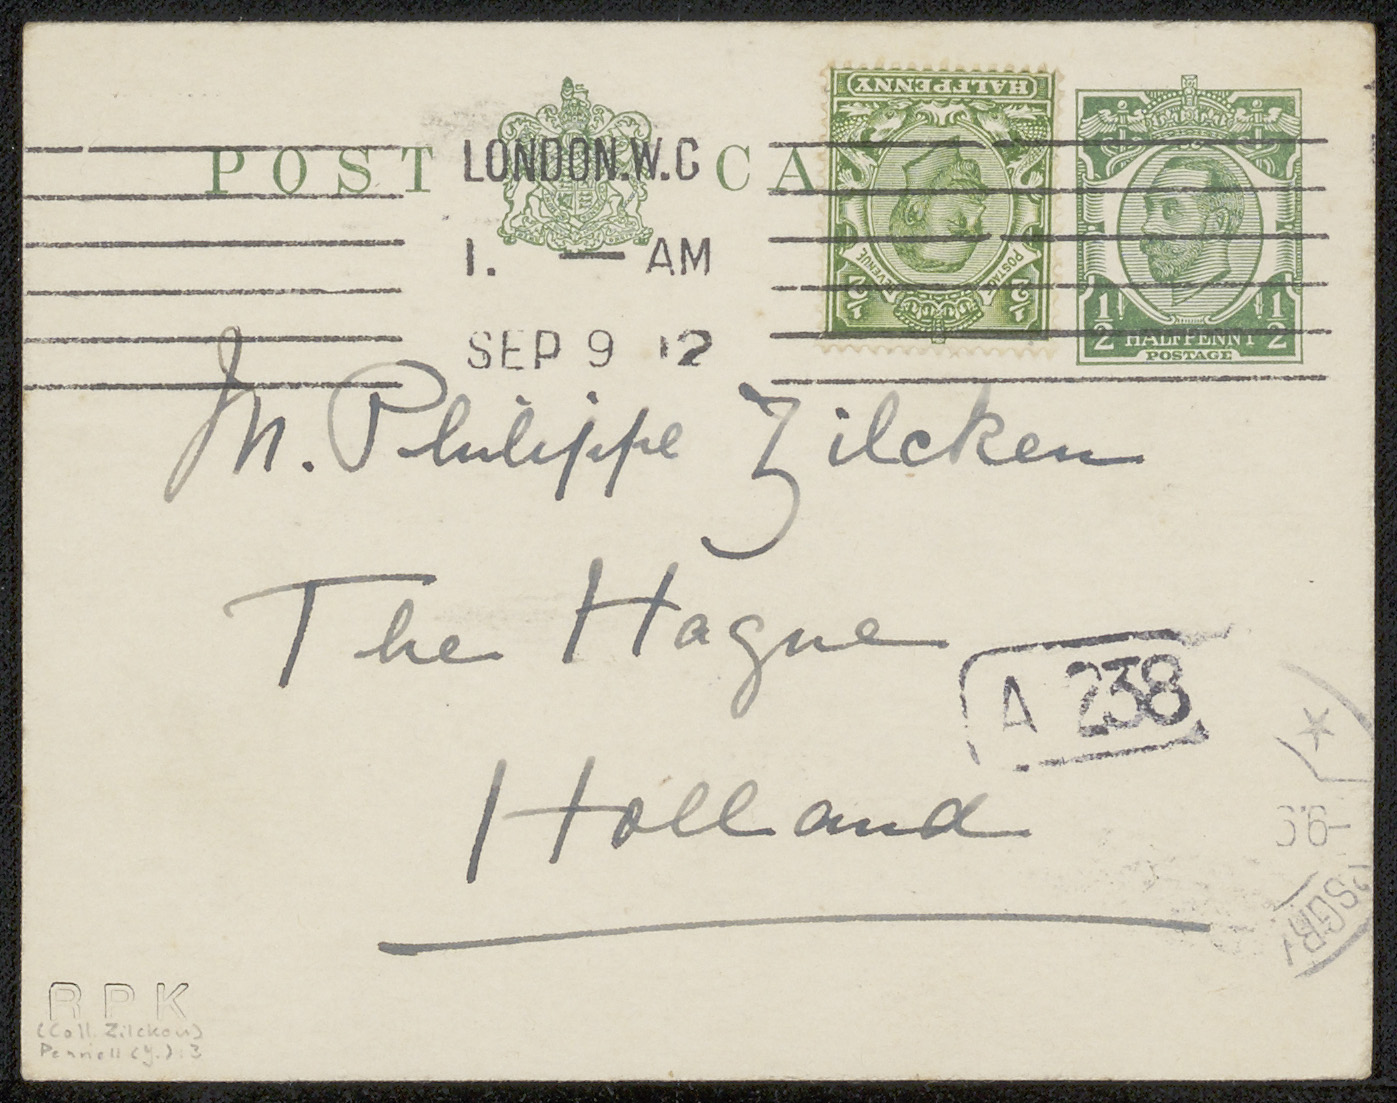 POST CA
LONDON.W.C
1. — AM
SEP 9 12
HALFPENNY
POSTAGE REVENUE
1/2 1/2
1/2 HALFPENNY 1/2
POSTAGE
M. Philippe Zilcken
The Hague
Holland
A 238
RPK
(Coll. Zilcken)
Pennell (J.): 3